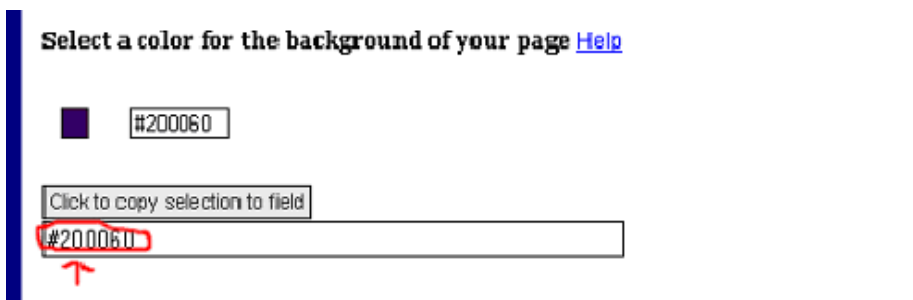 Select a color for the background of your page Help
#200060
Click to copy selection to field
#200060